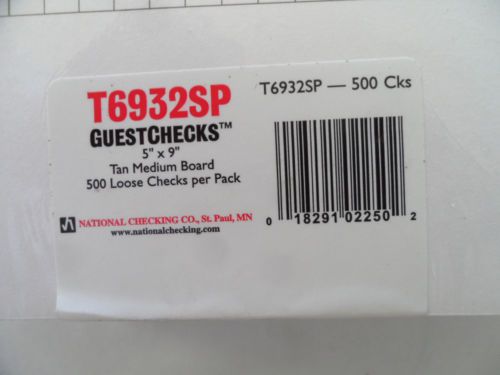 T6932SP
GUESTCHECKS™
5" x 9"
Tan Medium Board
500 Loose Checks per Pack
NATIONAL CHECKING CO., St. Paul, MN
www.nationalchecking.com
T6932SP — 500 Cks
0 18291 02250 2